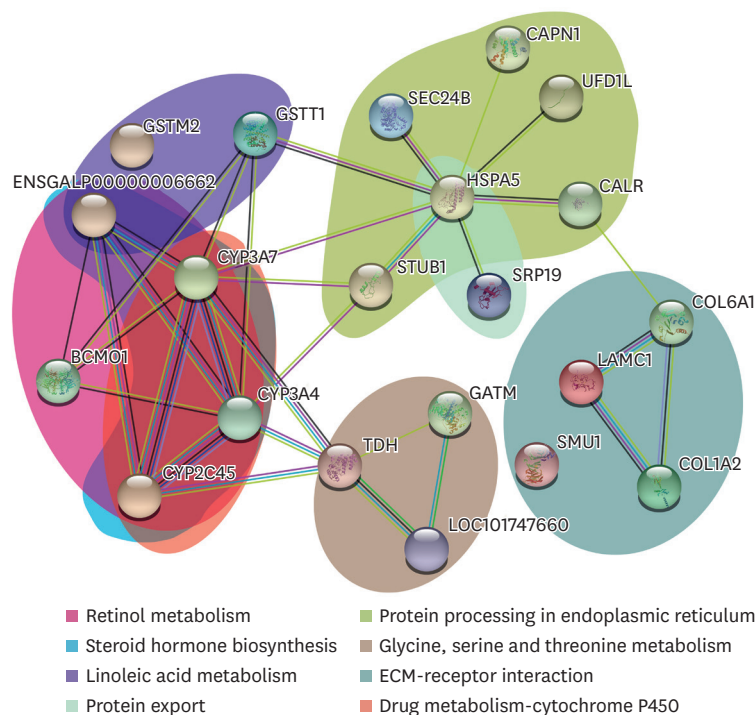 CAPN1
UFD1L
SEC24B
GSTT1
GSTM2
ENSGALP00000006662
HSPA5
CALR
CYP3A7
STUB1
SRP19
COL6A1
BCMO1
LAMC1
CYP3A4
GATM
TDH
SMU1
COL1A2
CYP2C45
LOC101747660
Retinol metabolism
Steroid hormone biosynthesis
Linoleic acid metabolism
Protein export
Protein processing in endoplasmic reticulum
Glycine, serine and threonine metabolism
ECM-receptor interaction
Drug metabolism-cytochrome P450